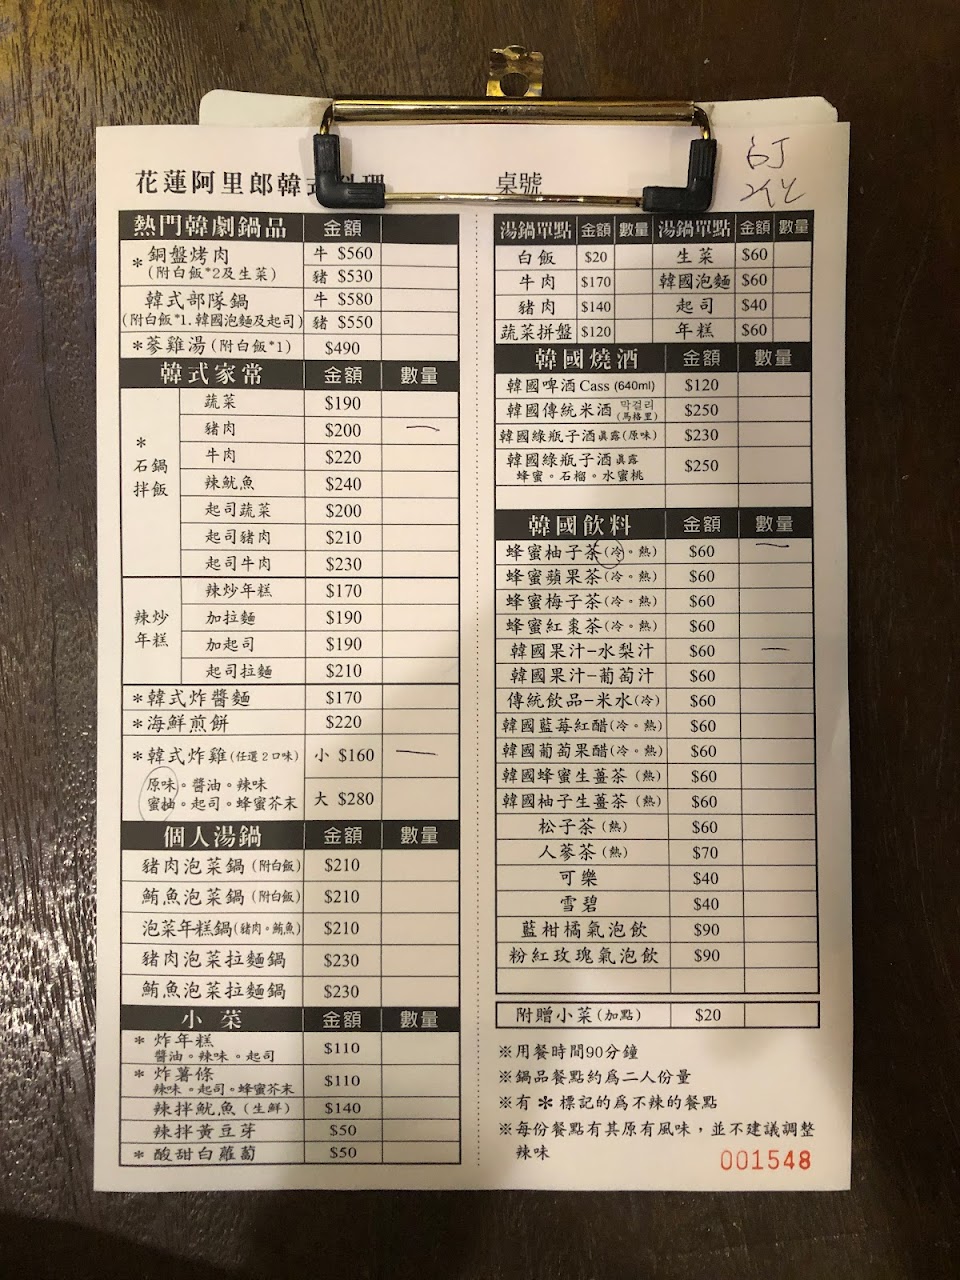 花蓮阿里郎韓式料理
桌號
熱門韓劇鍋品 金額
*銅盤烤肉 牛 $560
(附白飯*2及生菜) 豬 $530
韓式部隊鍋 牛 $580
(附白飯*1.韓國泡麵及起司) 豬 $550
*蔘雞湯(附白飯*1) $490
韓式家常 金額 數量
*石鍋拌飯
蔬菜 $190
豬肉 $200 一
牛肉 $220
辣魷魚 $240
起司蔬菜 $200
起司豬肉 $210
起司牛肉 $230
辣炒年糕
辣炒年糕 $170
加拉麵 $190
加起司 $190
起司拉麵 $210
*韓式炸醬麵 $170
*海鮮煎餅 $220
*韓式炸雞(任選2口味) 小 $160 一
原味。醬油。辣味
蜜柚。起司。蜂蜜芥末 大 $280
個人湯鍋 金額 數量
豬肉泡菜鍋(附白飯) $210
鮪魚泡菜鍋(附白飯) $210
泡菜年糕鍋(豬肉。鮪魚) $210
豬肉泡菜拉麵鍋 $230
鮪魚泡菜拉麵鍋 $230
小菜 金額 數量
*炸年糕 $110
醬油。辣味。起司
*炸薯條 $110
辣味。起司。蜂蜜芥末
辣拌魷魚(生鮮) $140
辣拌黃豆芽 $50
*酸甜白蘿蔔 $50
湯鍋單點 金額 數量 湯鍋單點 金額 數量
白飯 $20 生菜 $60
牛肉 $170 韓國泡麵 $60
豬肉 $140 起司 $40
蔬菜拼盤 $120 年糕 $60
韓國燒酒 金額 數量
韓國啤酒 Cass (640ml) $120
韓國傳統米酒 막걸리(馬格里) $250
韓國綠瓶子酒真露(原味) $230
韓國綠瓶子酒真露 $250
蜂蜜。石榴。水蜜桃
韓國飲料 金額 數量
蜂蜜柚子茶(冷。熱) $60 一
蜂蜜蘋果茶(冷。熱) $60
蜂蜜梅子茶(冷。熱) $60
蜂蜜紅棗茶(冷。熱) $60
韓國果汁-水梨汁 $60 一
韓國果汁-葡萄汁 $60
傳統飲品-米水(冷) $60
韓國藍莓紅醋(冷。熱) $60
韓國葡萄果醋(冷。熱) $60
韓國蜂蜜生薑茶(熱) $60
韓國柚子生薑茶(熱) $60
松子茶(熱) $60
人蔘茶(熱) $70
可樂 $40
雪碧 $40
藍柑橘氣泡飲 $90
粉紅玫瑰氣泡飲 $90
附贈小菜(加點) $20
※用餐時間90分鐘
※鍋品餐點約為二人份量
※有 * 標記的為不辣的餐點
※每份餐點有其原有風味，並不建議調整
辣味
001548